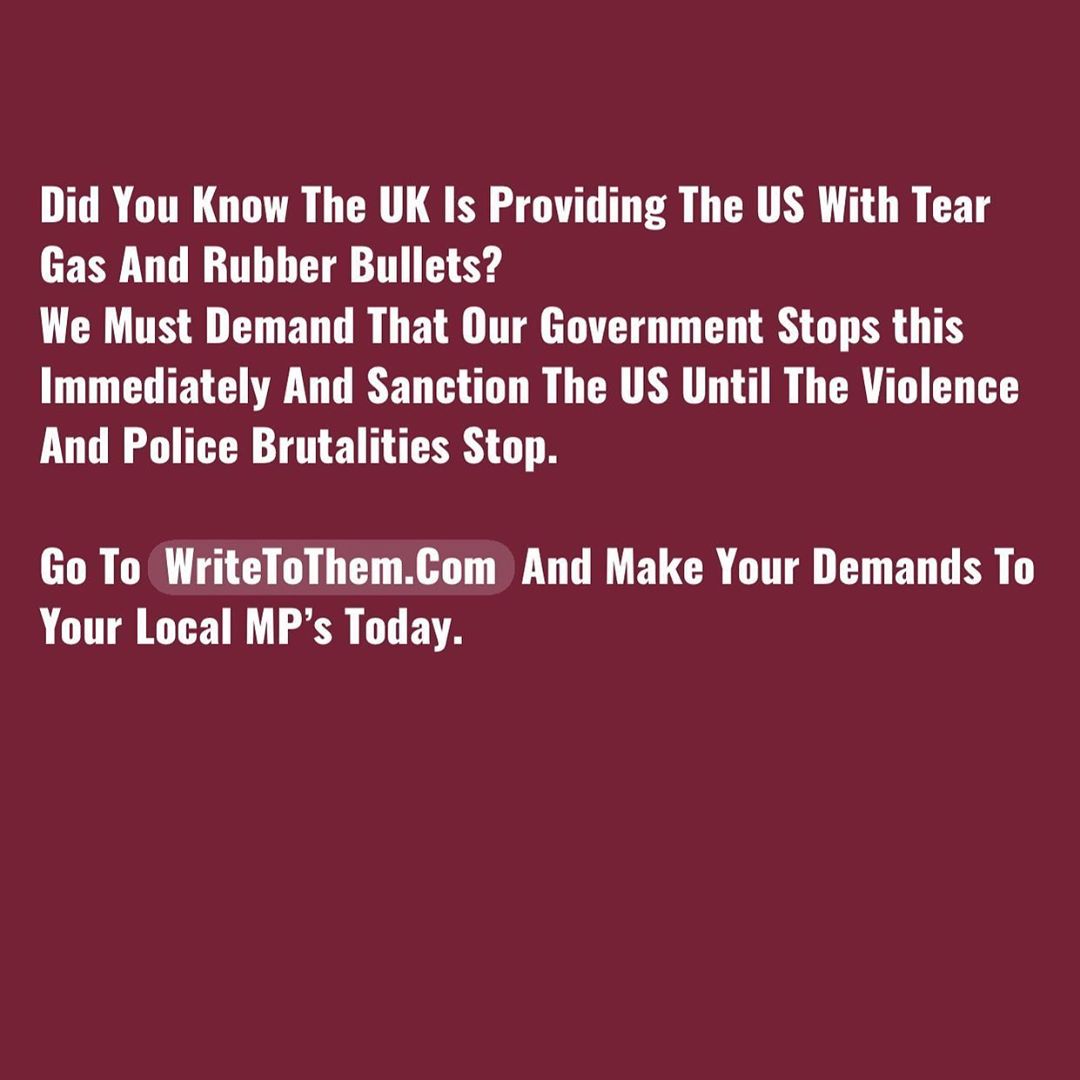 Did You Know The UK Is Providing The US With Tear
Gas And Rubber Bullets?
We Must Demand That Our Government Stops this
Immediately And Sanction The US Until The Violence
And Police Brutalities Stop.
Go To WriteToThem.Com And Make Your Demands To
Your Local MP’s Today.